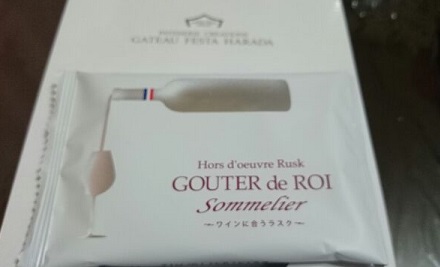 GATEAU FESTA HARADA
Hors d'oeuvre Rusk
GOUTER de ROI
Sommelier
~ワインに合うラスク~